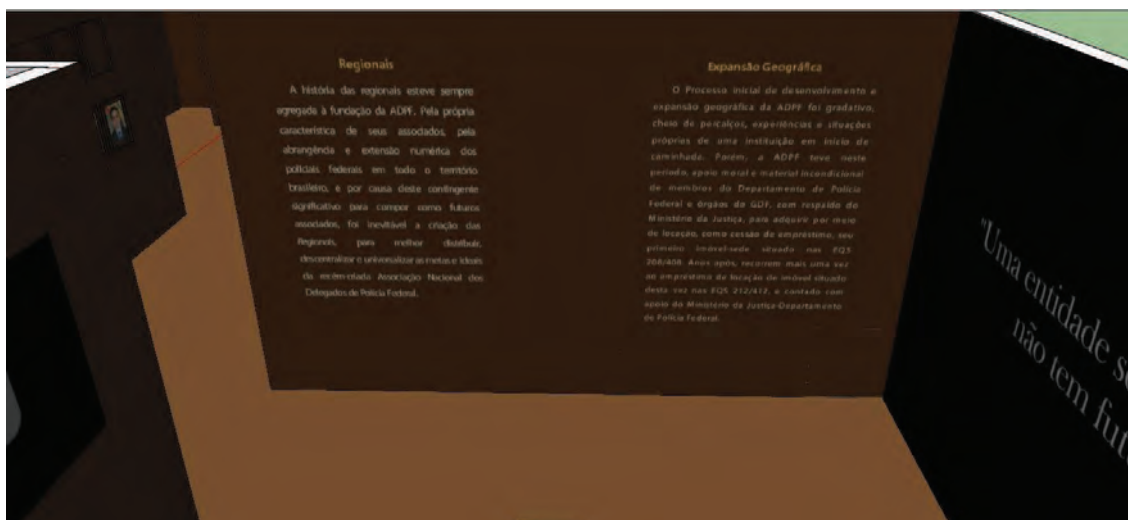 Regionais
A história das regionais esteve sempre
agregada à fundação da ADPF. Pela própria
característica de seus associados, pela
abrangência e extensão numérica dos
policiais federais em todo o território
brasileiro, e por causa deste contingente
significativo para compor como futuros
associados, foi inevitável a criação das
Regionais, para melhor distribuir,
descentralizar e universalizar as metas e ideais
da recém-criada Associação Nacional dos
Delegados de Polícia Federal.
Expansão Geográfica
O Processo inicial de desenvolvimento e
expansão geográfica da ADPF foi gradativo,
cheio de percalços, experiências e situações
próprias de uma instituição em início de
caminhada. Porém, a ADPF teve neste
período, apoio moral e material incondicional
de membros do Departamento de Polícia
Federal e órgãos do GDF, com respaldo do
Ministério da Justiça, para adquirir por meio
de locação, como cessão de empréstimo, seu
primeiro imóvel-sede situado nas EQS
208/408. Anos após, recorrem mais uma vez
ao empréstimo de locação de imóvel situado
desta vez nas EQS 212/412, e contado com
apoio do Ministério da Justiça-Departamento
de Polícia Federal.
"Uma entidade
não tem